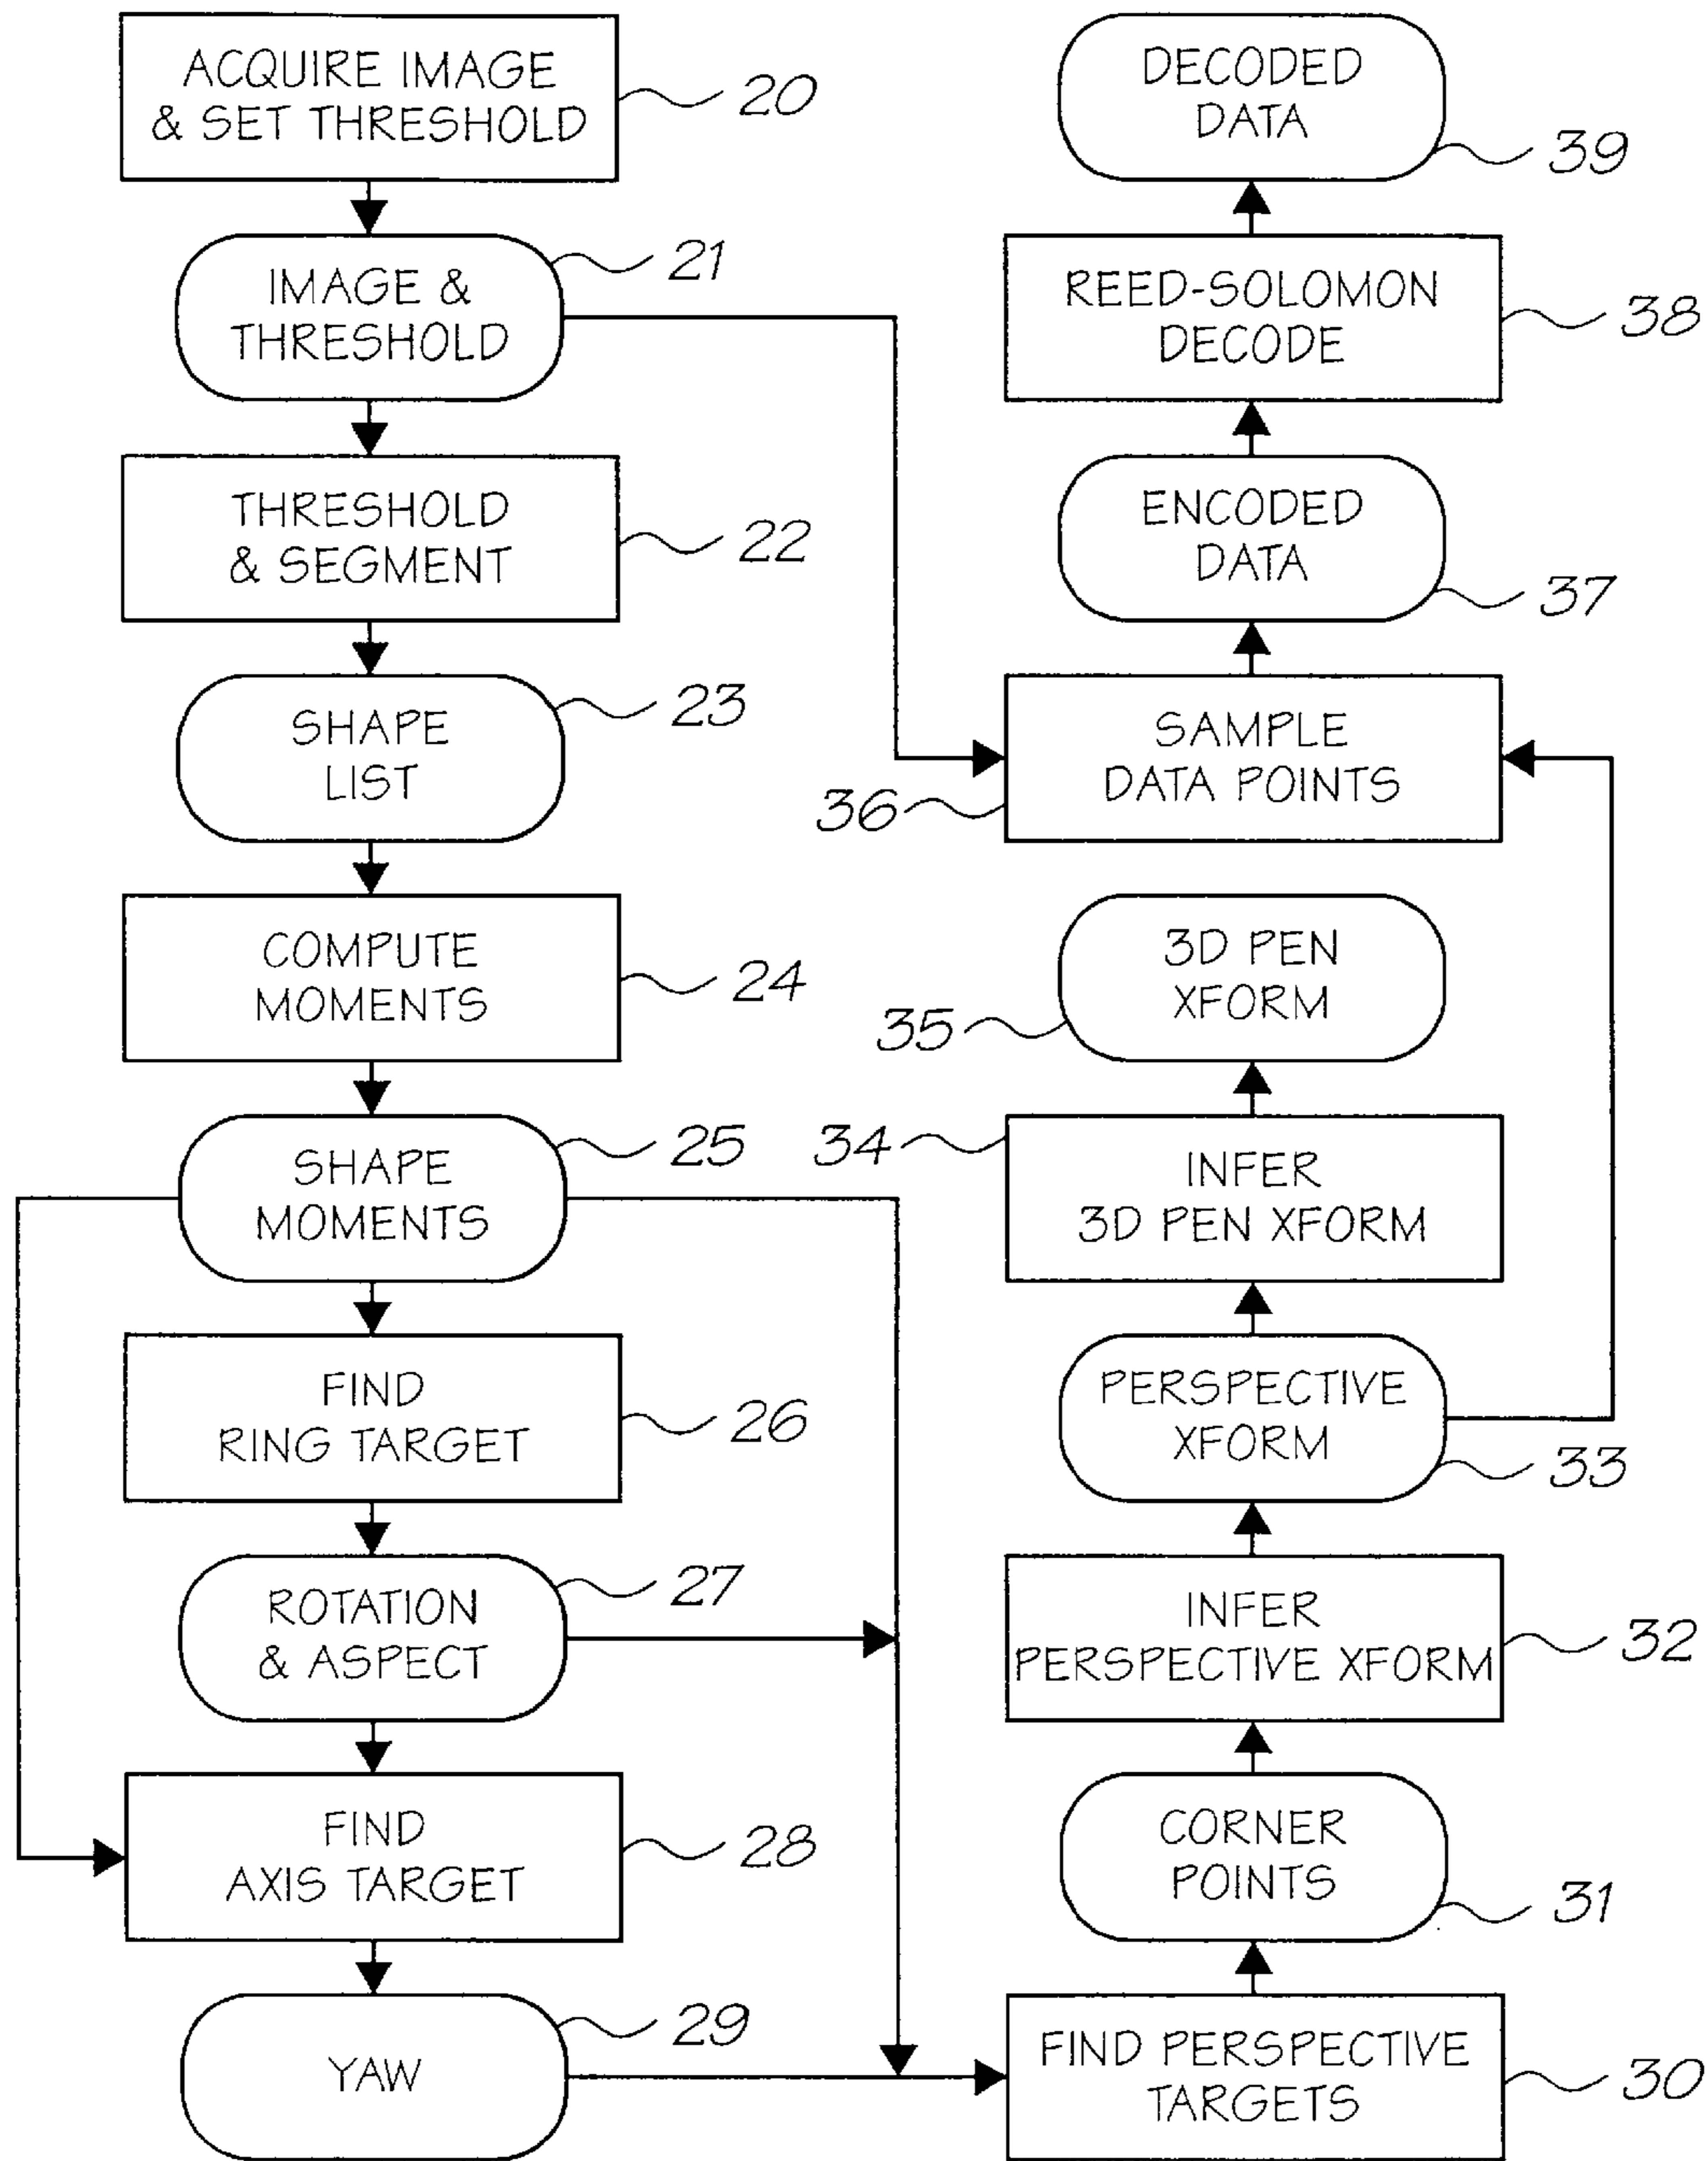 ACQUIRE IMAGE
& SET THRESHOLD
20
IMAGE &
THRESHOLD
21
THRESHOLD
& SEGMENT
22
SHAPE
LIST
23
COMPUTE
MOMENTS
24
SHAPE
MOMENTS
25
FIND
RING TARGET
26
ROTATION
& ASPECT
27
FIND
AXIS TARGET
28
YAW
29
DECODED
DATA
39
REED-SOLOMON
DECODE
38
ENCODED
DATA
37
SAMPLE
DATA POINTS
36
3D PEN
XFORM
35
INFER
3D PEN XFORM
34
PERSPECTIVE
XFORM
33
INFER
PERSPECTIVE XFORM
32
CORNER
POINTS
31
FIND PERSPECTIVE
TARGETS
30